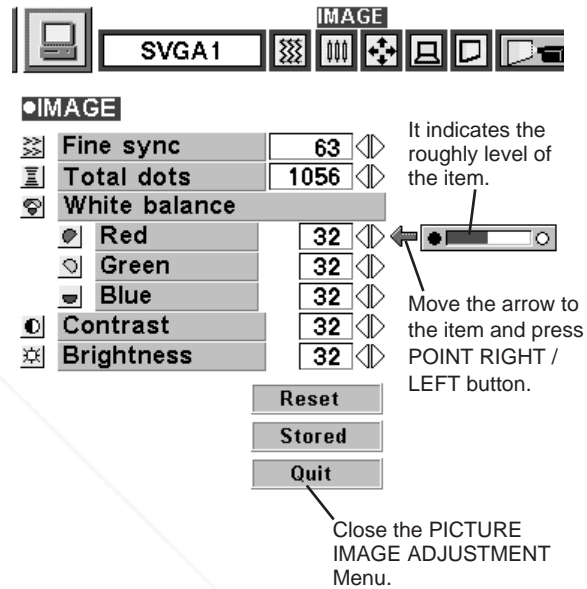 IMAGE
SVGA1
●IMAGE
Fine sync 63
Total dots 1056
White balance
Red 32
Green 32
Blue 32
Contrast 32
Brightness 32
Reset
Stored
Quit
It indicates the
roughly level of
the item.
Move the arrow to
the item and press
POINT RIGHT /
LEFT button.
Close the PICTURE
IMAGE ADJUSTMENT
Menu.